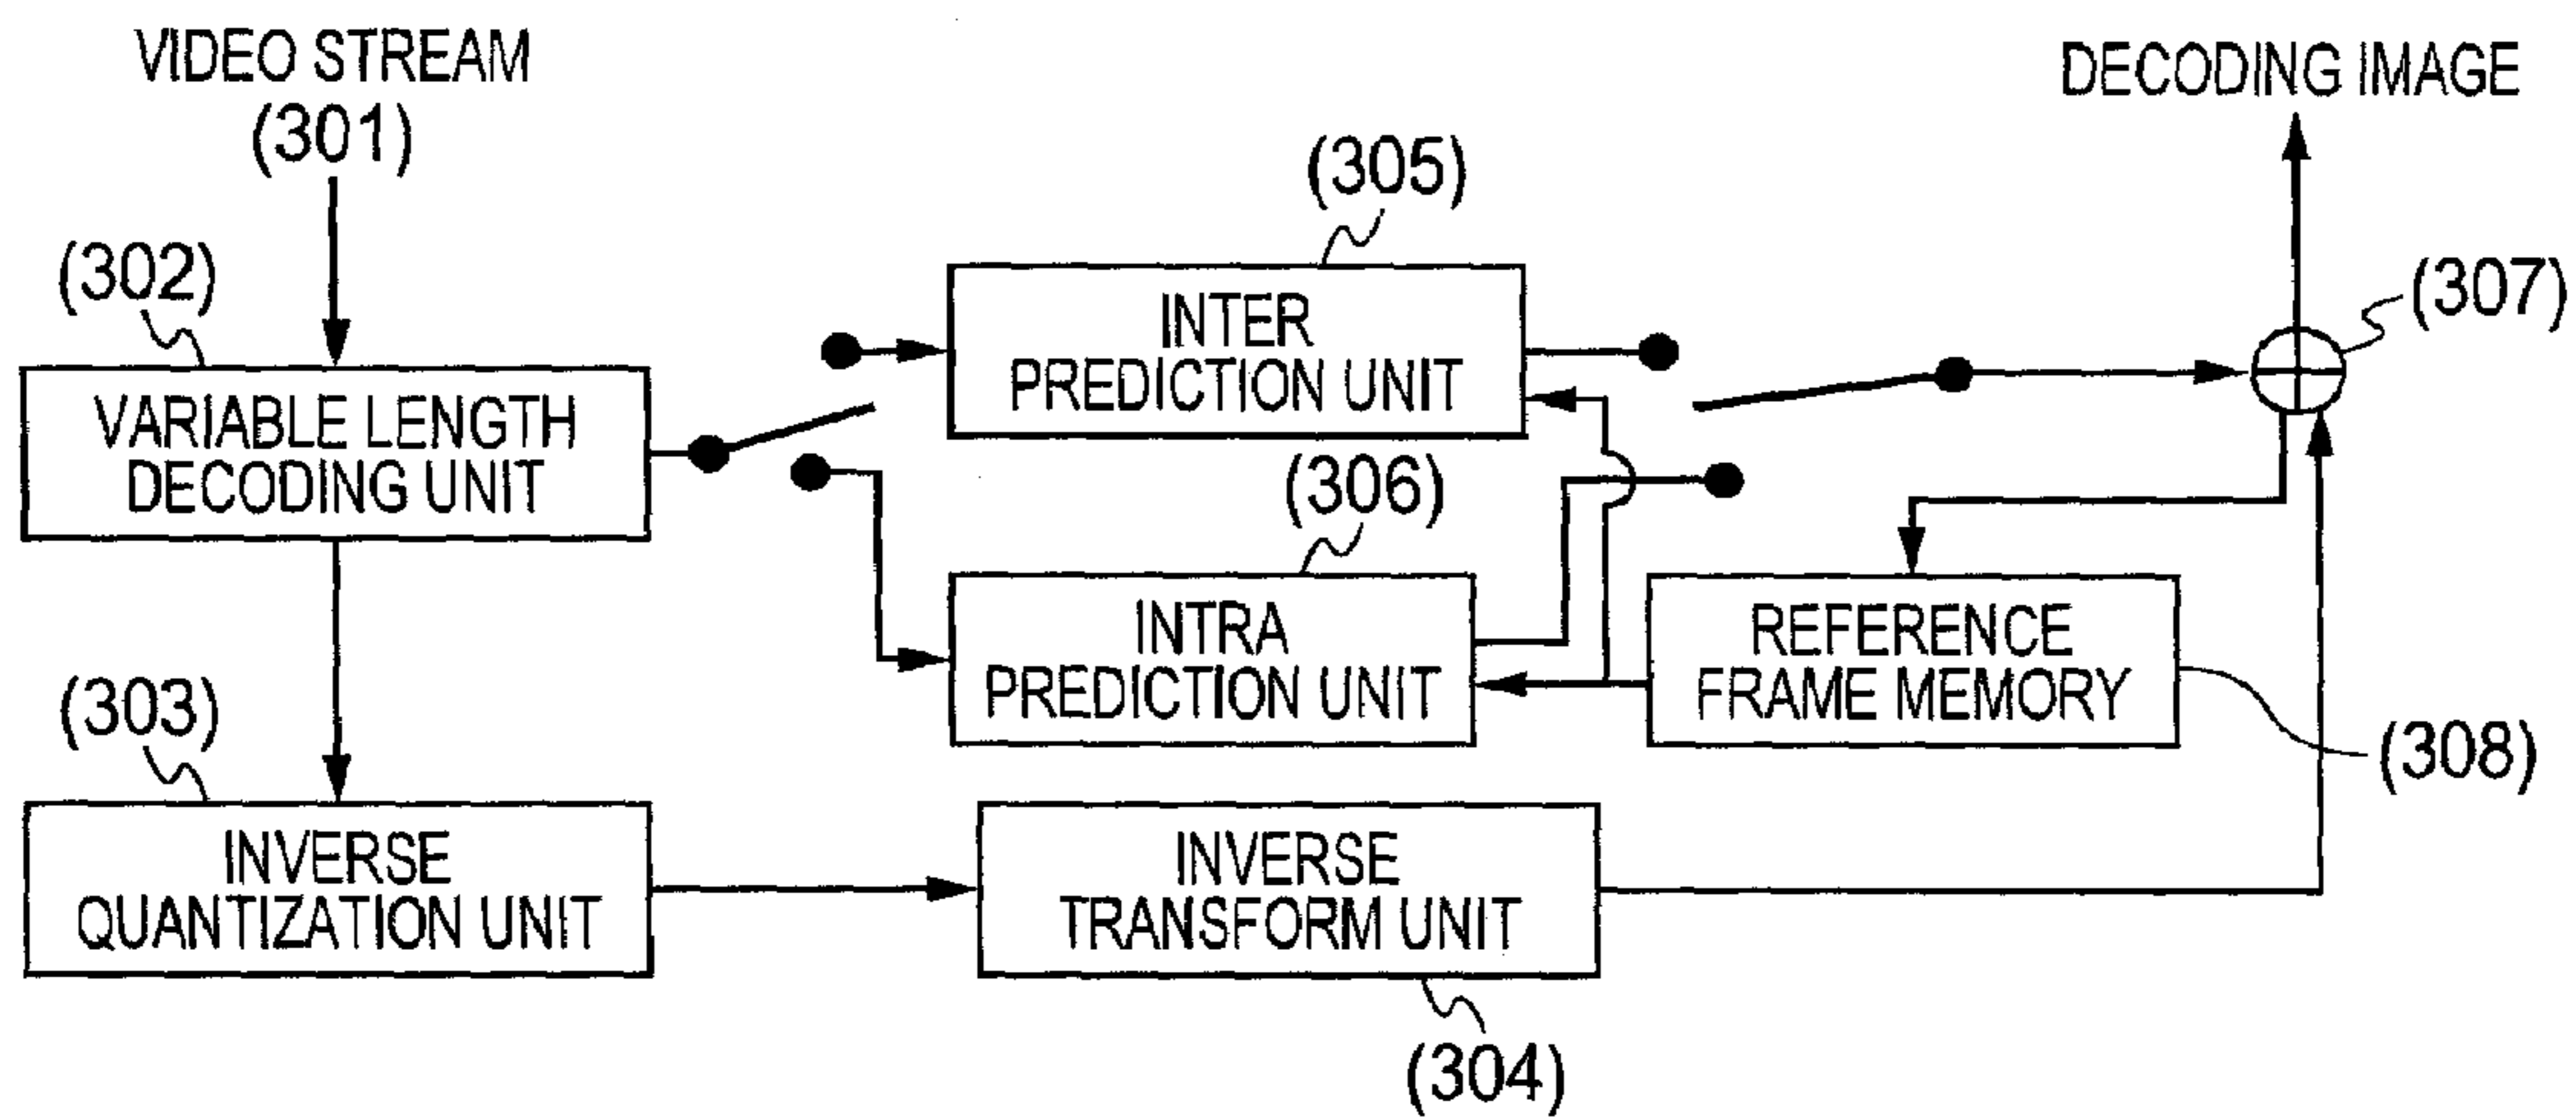 VIDEO STREAM
(301)
DECODING IMAGE
(305)
(302)
(307)
INTER
PREDICTION UNIT
VARIABLE LENGTH
DECODING UNIT
(306)
INTRA
PREDICTION UNIT
REFERENCE
FRAME MEMORY
(303)
(308)
INVERSE
QUANTIZATION UNIT
INVERSE
TRANSFORM UNIT
(304)